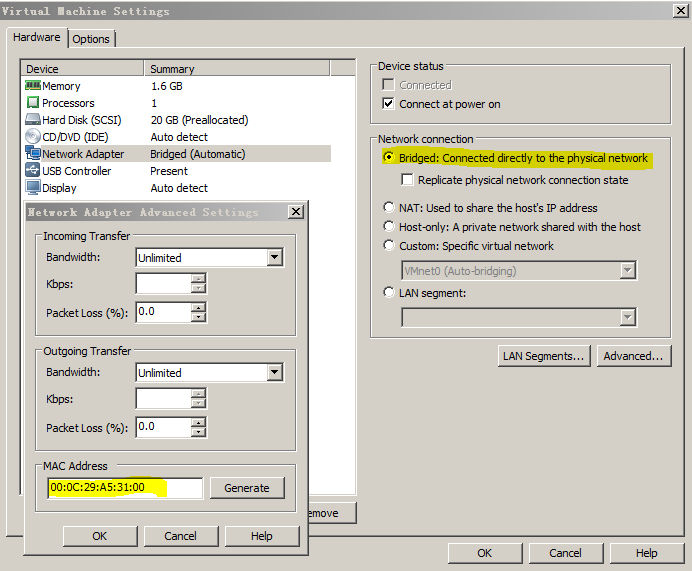 Virtual Machine Settings
Hardware
Options
Device Summary
Memory 1.6 GB
Processors 1
Hard Disk (SCSI) 20 GB (Preallocated)
CD/DVD (IDE) Auto detect
Network Adapter Bridged (Automatic)
USB Controller Present
Display Auto detect
Device status
Connected
Connect at power on
Network connection
Bridged: Connected directly to the physical network
Replicate physical network connection state
NAT: Used to share the host's IP address
Host-only: A private network shared with the host
Custom: Specific virtual network
VMnet0 (Auto-bridging)
LAN segment:
LAN Segments... Advanced...
Network Adapter Advanced Settings
Incoming Transfer
Bandwidth: Unlimited
Kbps:
Packet Loss (%): 0.0
Outgoing Transfer
Bandwidth: Unlimited
Kbps:
Packet Loss (%): 0.0
MAC Address
00:0C:29:A5:31:00 Generate
OK Cancel Help
emove
OK Cancel Help